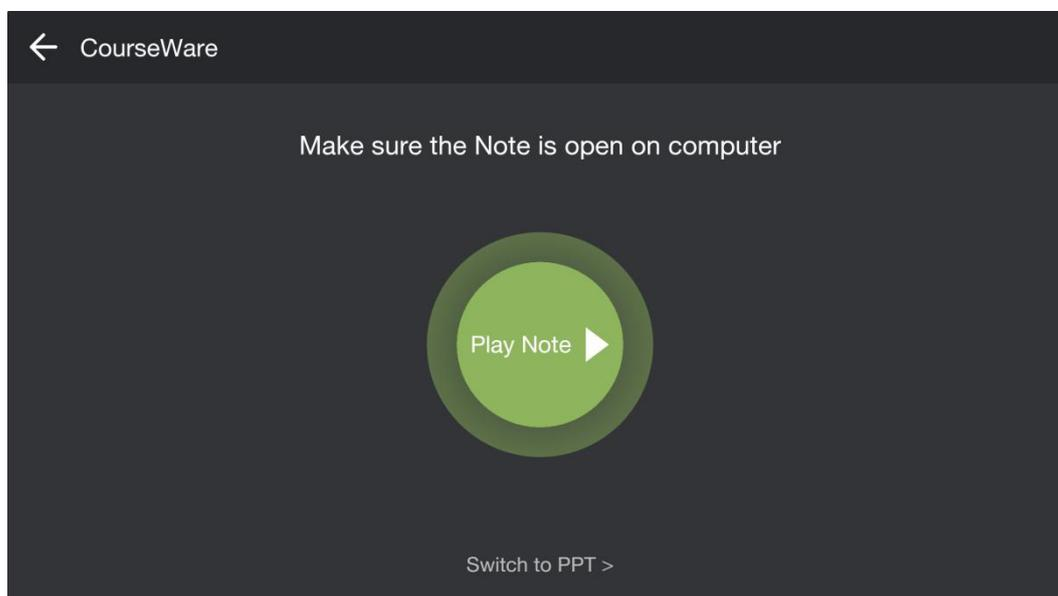 CourseWare
Make sure the Note is open on computer
Play Note
Switch to PPT >